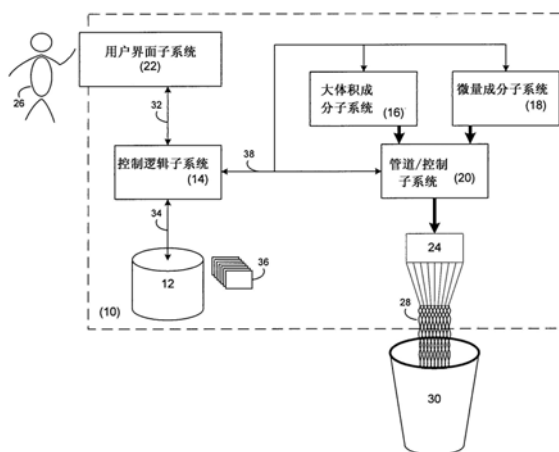 用户界面子系统
(22)
26
32
控制逻辑子系统
(14)
34
12
36
(10)
38
大体积成
分子系统
(16)
微量成分子系统
(18)
管道/控制
子系统
(20)
24
28
30